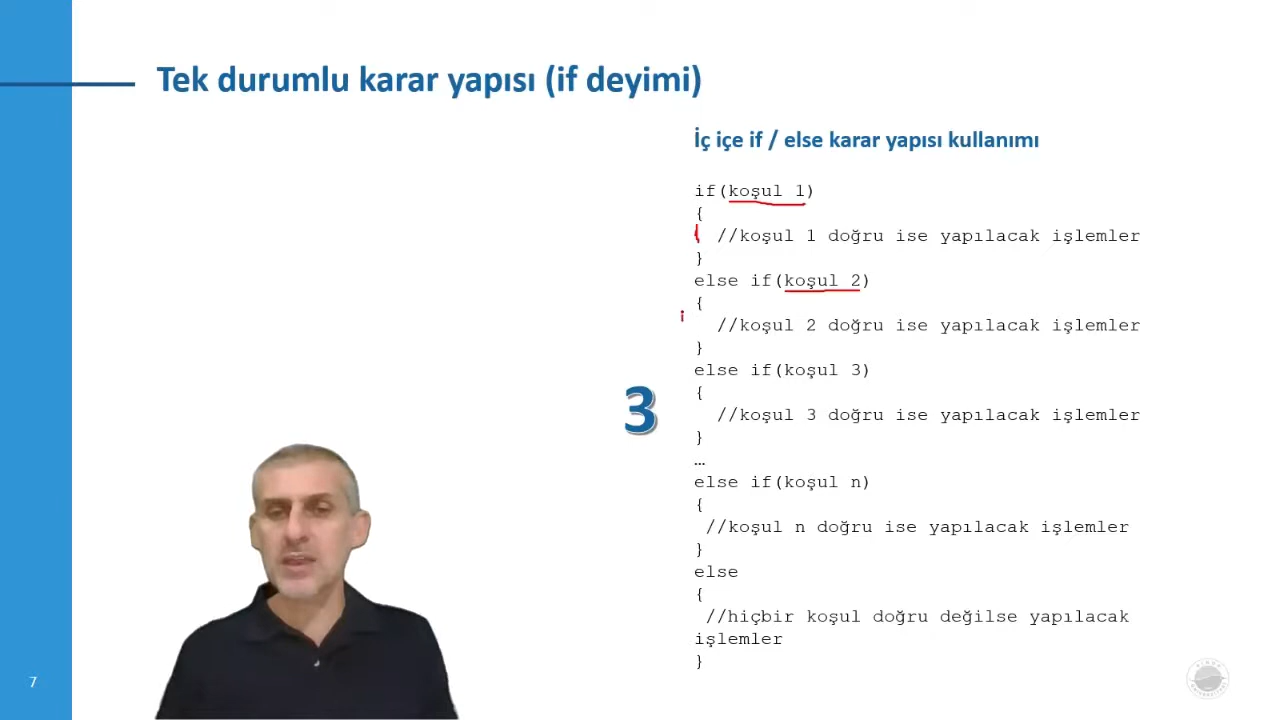 Tek durumlu karar yapısı (if deyimi)
İç içe if / else karar yapısı kullanımı
if(koşul 1)
{
//koşul 1 doğru ise yapılacak işlemler
}
else if(koşul 2)
{
//koşul 2 doğru ise yapılacak işlemler
}
else if(koşul 3)
{
//koşul 3 doğru ise yapılacak işlemler
}
…
else if(koşul n)
{
//koşul n doğru ise yapılacak işlemler
}
else
{
//hiçbir koşul doğru değilse yapılacak
işlemler
}
3
7